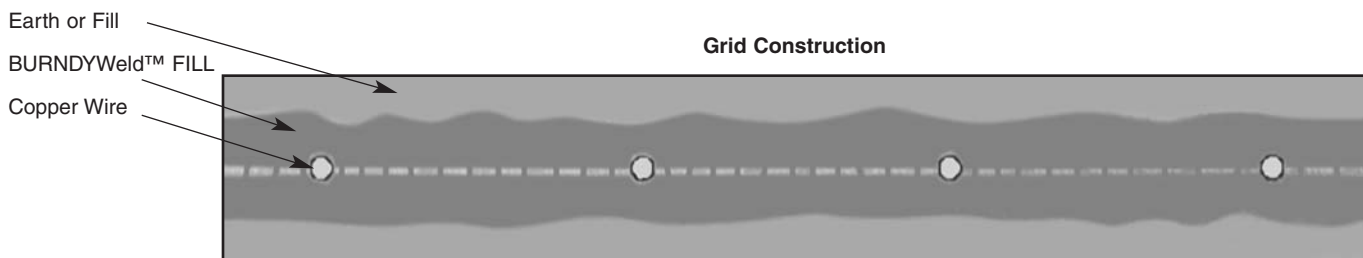 Earth or Fill
Grid Construction
BURNDYWeld™ FILL
Copper Wire